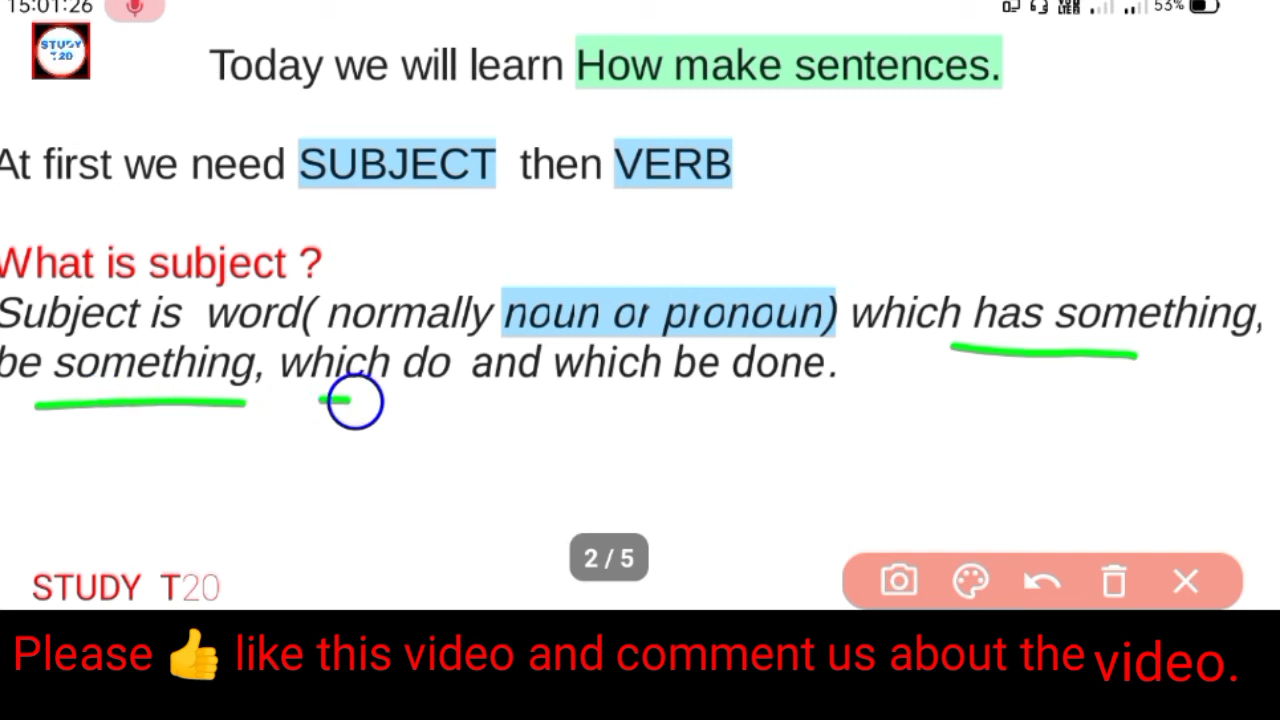 15:01:26 53%
STUDY
T20
Today we will learn How make sentences.
At first we need SUBJECT then VERB
What is subject ?
Subject is word( normally noun or pronoun) which has something,
be something, which do and which be done.
2 / 5
STUDY T20
Please 👍 like this video and comment us about the video.